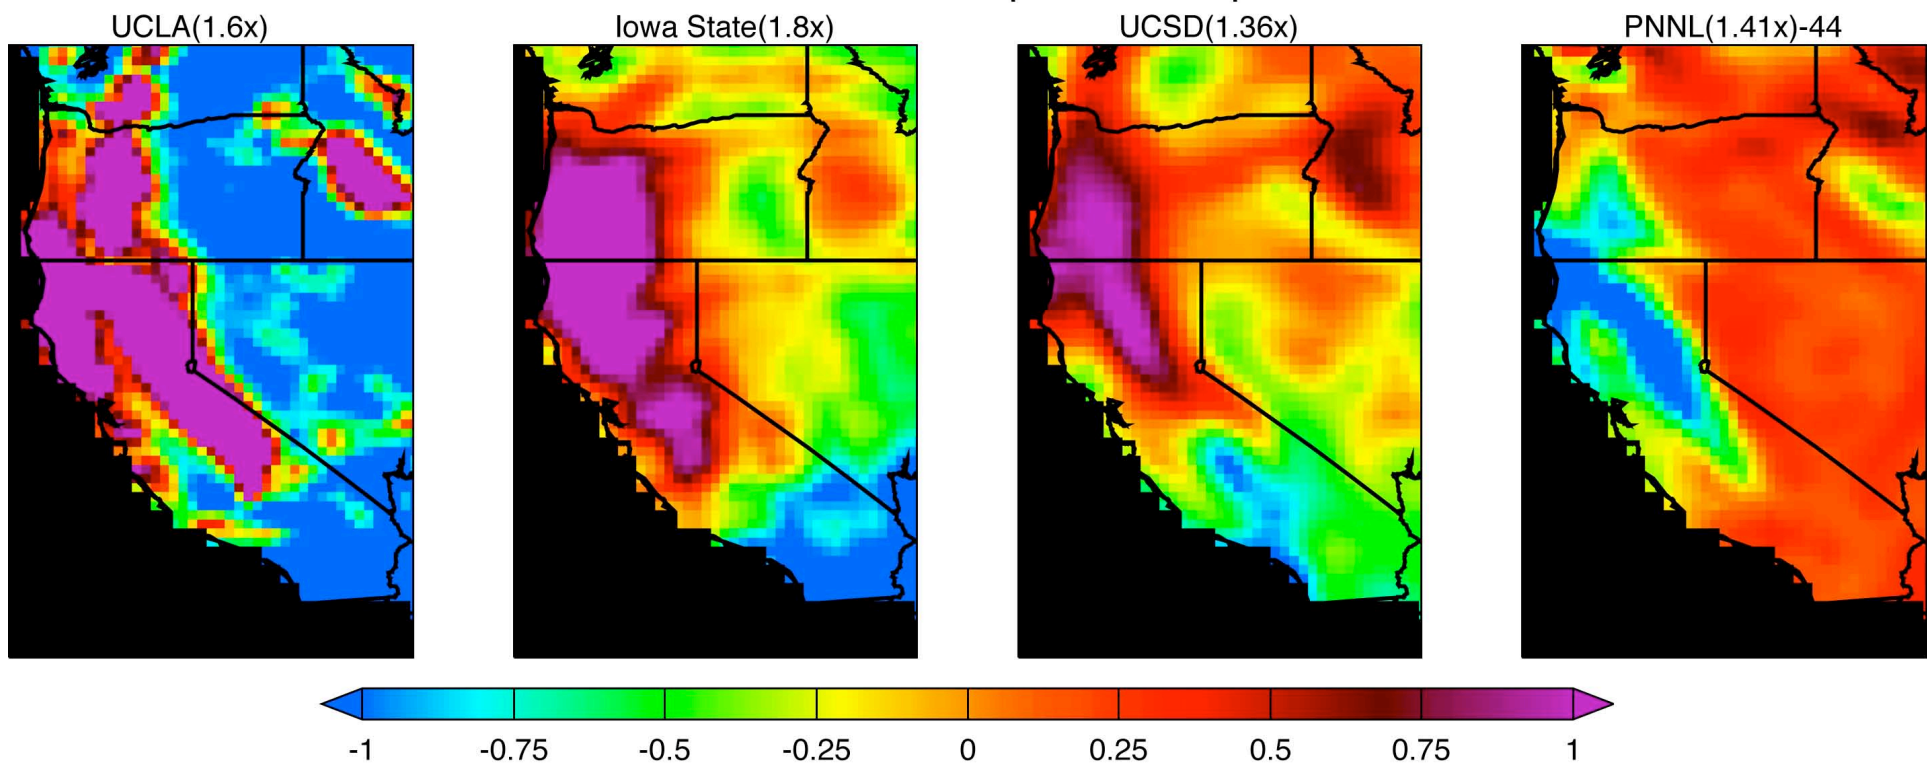 UCLA(1.6x)
Iowa State(1.8x)
UCSD(1.36x)
PNNL(1.41x)-44
-1 -0.75 -0.5 -0.25 0 0.25 0.5 0.75 1